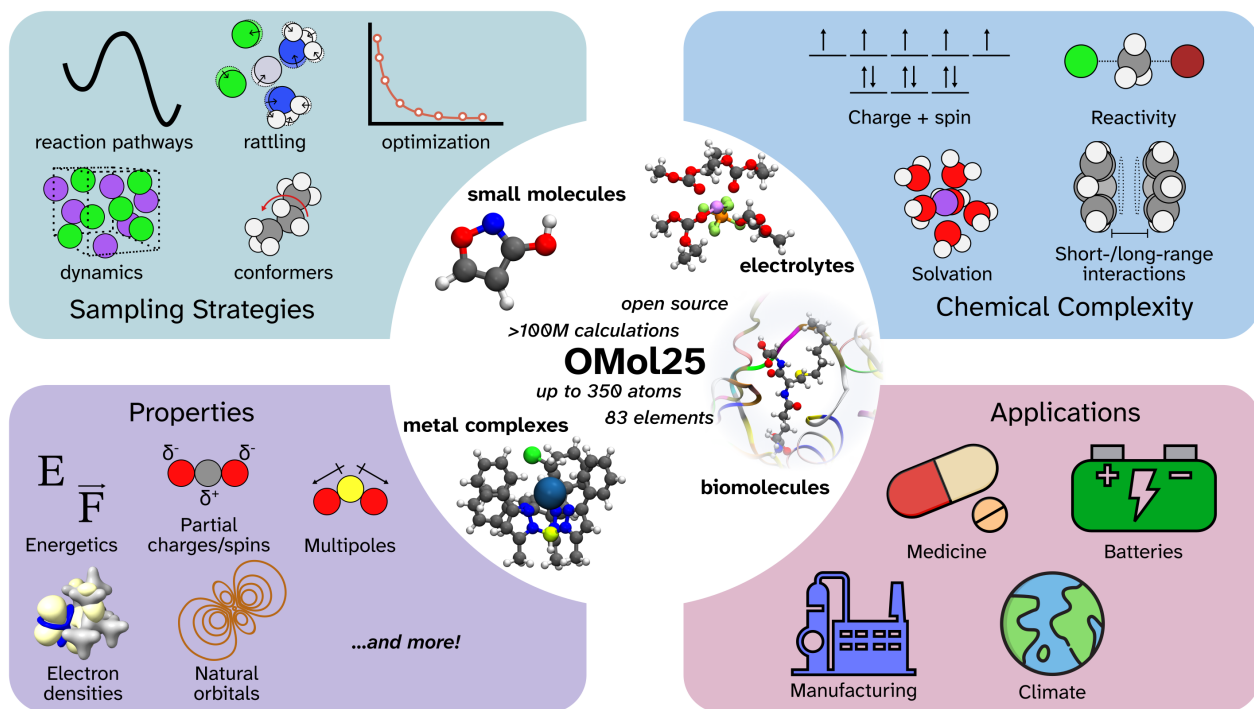 reaction pathways
rattling
optimization
dynamics
conformers
Sampling Strategies
Charge + spin
Reactivity
Solvation
Short-/long-range
interactions
Chemical Complexity
small molecules
electrolytes
open source
>100M calculations
OMol25
up to 350 atoms
83 elements
metal complexes
biomolecules
Properties
E
F
Energetics
δ-
δ-
δ+
Partial
charges/spins
Multipoles
Electron
densities
Natural
orbitals
...and more!
Applications
Medicine
+ −
Batteries
Manufacturing
Climate